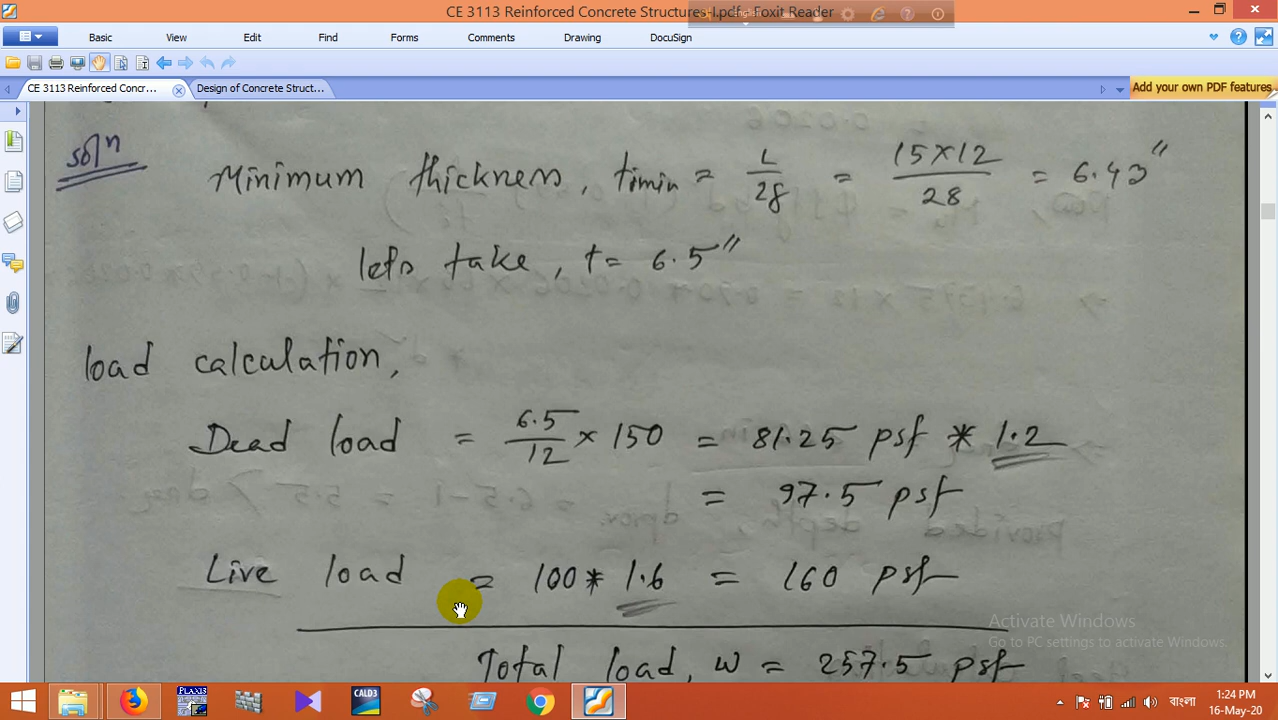 CE 3113 Reinforced Concrete Structures-I.pdf - Foxit Reader
Basic View Edit Find Forms Comments Drawing DocuSign
CE 3113 Reinforced Concr... Design of Concrete Struct...
Add your own PDF features
soln
Minimum thickness, tmin = L/28 = 15×12/28 = 6.43"
lets take, t = 6.5"
load calculation,
Dead load = 6.5/12 × 150 = 81.25 psf * 1.2
= 97.5 psf
Live load = 100 * 1.6 = 160 psf
Total load, w = 257.5 psf
Activate Windows
Go to PC settings to activate Windows.
PLAXIS CALD3
বাংলা
1:24 PM
16-May-20